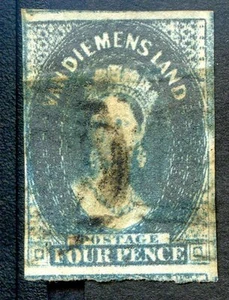 VAN DIEMENS LAND
POSTAGE
FOUR PENCE